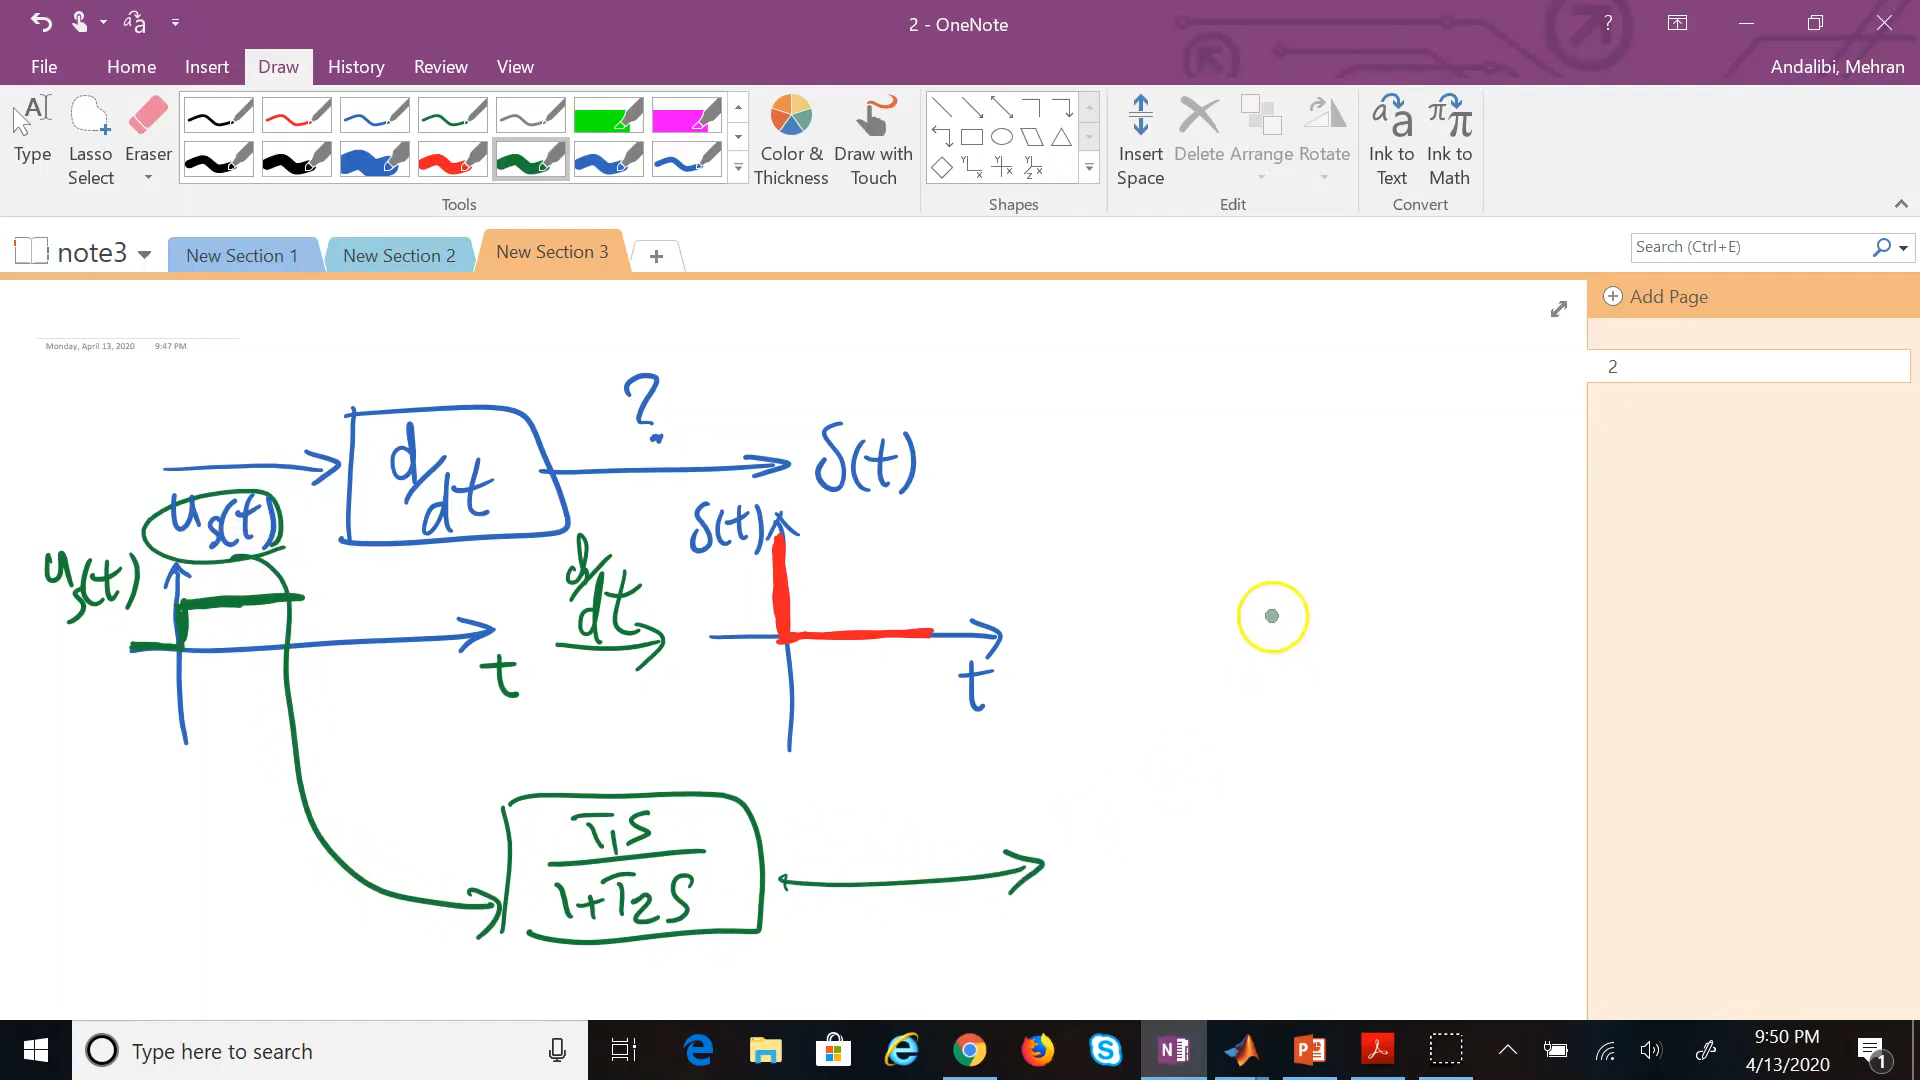 2 - OneNote
?
Andalibi, Mehran
File Home Insert Draw History Review View
Type
Lasso Select
Eraser
Color & Thickness
Draw with Touch
Insert Space
Delete
Arrange
Rotate
Ink to Text
Ink to Math
Tools
Shapes
Edit
Convert
note3
New Section 1
New Section 2
New Section 3
Search (Ctrl+E)
Add Page
2
Monday, April 13, 2020 9:47 PM
?
d/dt
δ(t)
u_s(t)
δ(t)
u_s(t)
d/dt
t
t
T₁s
1+T₂s
Type here to search
9:50 PM
4/13/2020
1